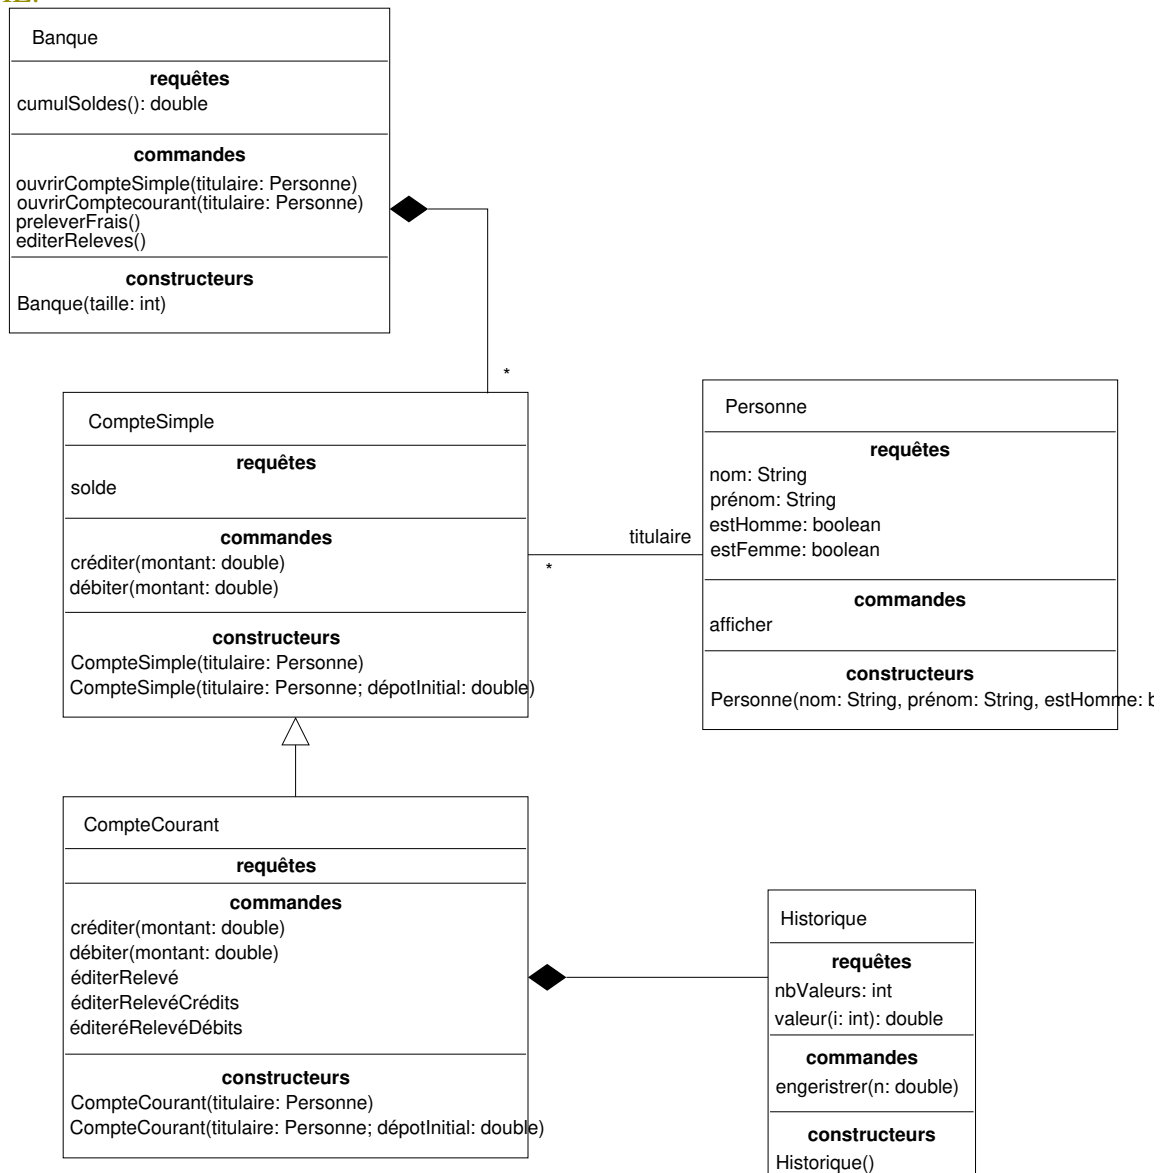 Banque
requêtes
cumulSoldes(): double
commandes
ouvrirCompteSimple(titulaire: Personne)
ouvrirComptecourant(titulaire: Personne)
preleverFrais()
editerReleves()
constructeurs
Banque(taille: int)
*
CompteSimple
requêtes
solde
commandes
créditer(montant: double)
débiter(montant: double)
constructeurs
CompteSimple(titulaire: Personne)
CompteSimple(titulaire: Personne; dépotInitial: double)
titulaire
*
Personne
requêtes
nom: String
prénom: String
estHomme: boolean
estFemme: boolean
commandes
afficher
constructeurs
Personne(nom: String, prénom: String, estHomme: b
CompteCourant
requêtes
commandes
créditer(montant: double)
débiter(montant: double)
éditerRelevé
éditerRelevéCrédits
éditeréRelevéDébits
constructeurs
CompteCourant(titulaire: Personne)
CompteCourant(titulaire: Personne; dépotInitial: double)
Historique
requêtes
nbValeurs: int
valeur(i: int): double
commandes
engeristrer(n: double)
constructeurs
Historique()